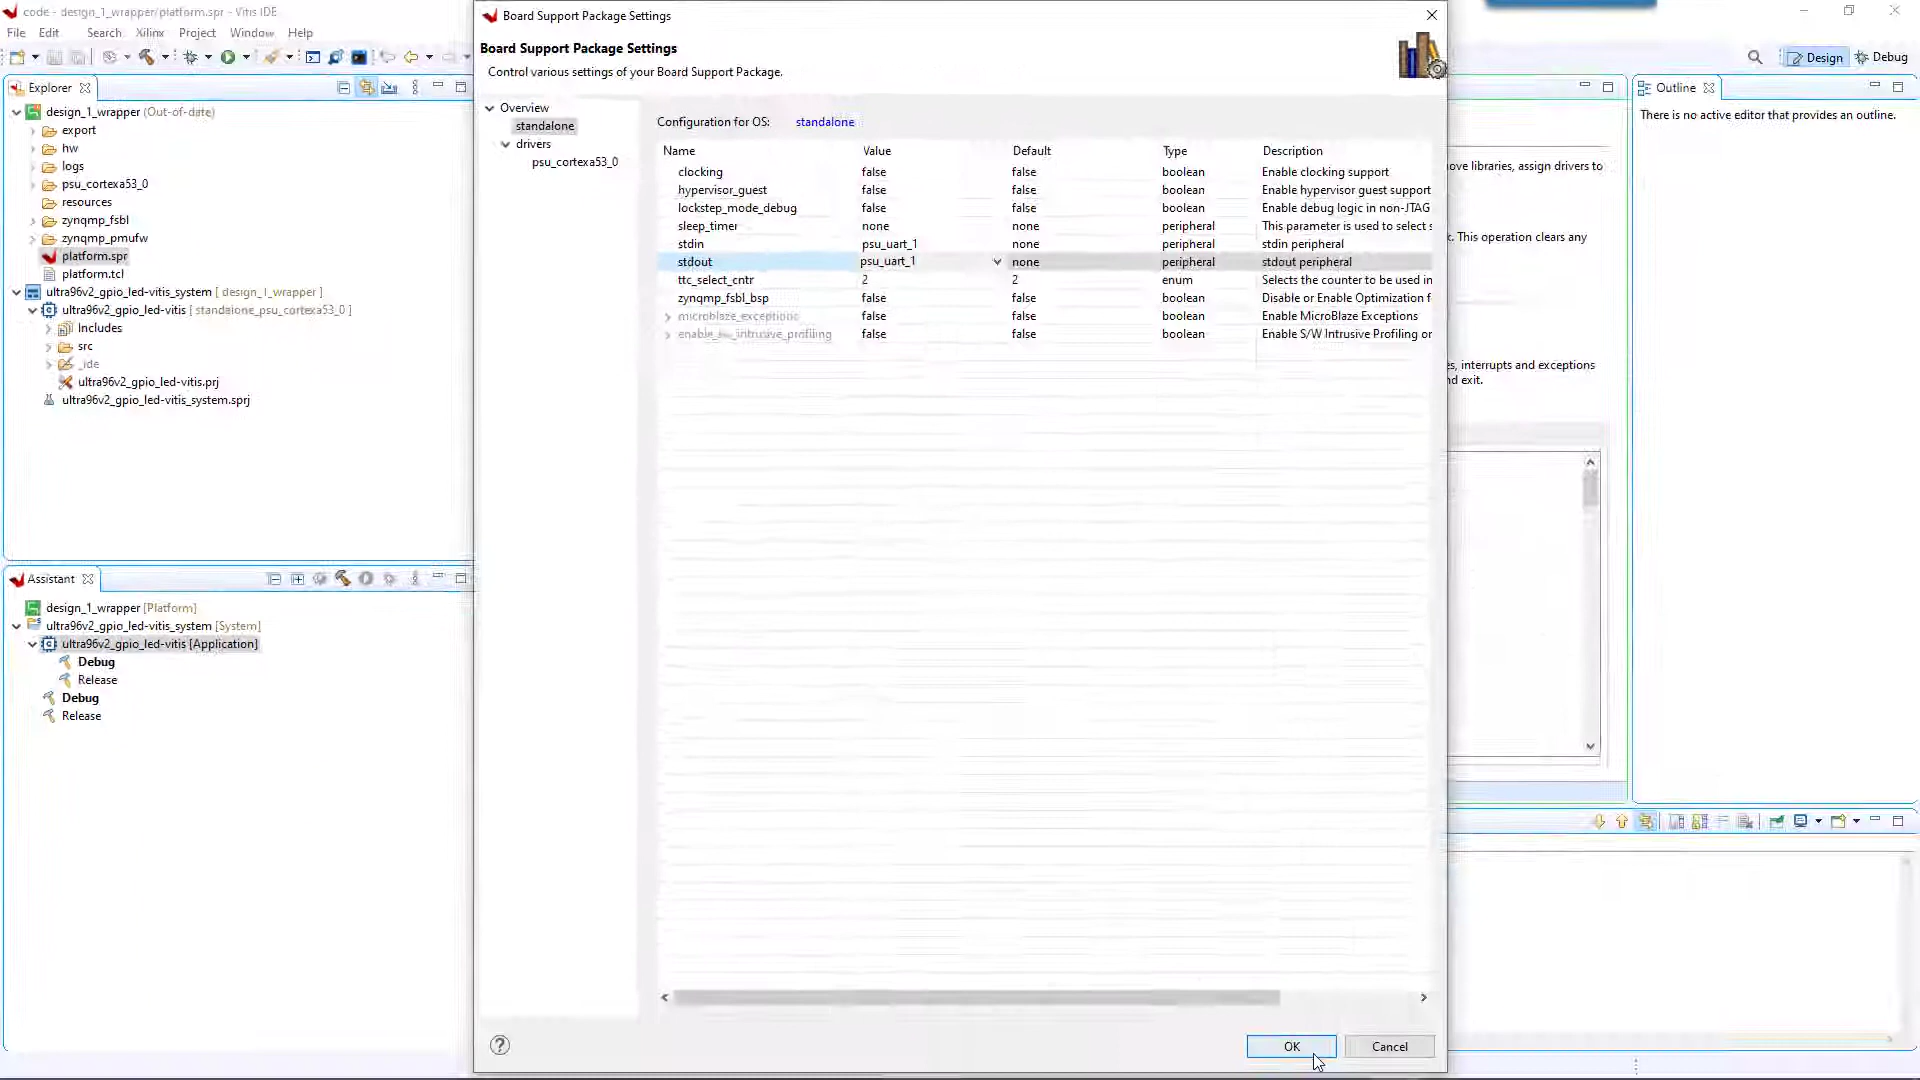 code - design_1_wrapper/platform.spr - Vitis IDE
File Edit Search Xilinx Project Window Help
Design
Debug
Explorer
design_1_wrapper (Out-of-date)
export
hw
logs
psu_cortexa53_0
resources
zynqmp_fsbl
zynqmp_pmufw
platform.spr
platform.tcl
ultra96v2_gpio_led-vitis_system [ design_1_wrapper ]
ultra96v2_gpio_led-vitis [ standalone_psu_cortexa53_0 ]
Includes
src
_ide
ultra96v2_gpio_led-vitis.prj
ultra96v2_gpio_led-vitis_system.sprj
Assistant
design_1_wrapper [Platform]
ultra96v2_gpio_led-vitis_system [System]
ultra96v2_gpio_led-vitis [Application]
Debug
Release
Debug
Release
Board Support Package Settings
Board Support Package Settings
Control various settings of your Board Support Package.
Overview
standalone
drivers
psu_cortexa53_0
Configuration for OS: standalone
Name Value Default Type Description
clocking false false boolean Enable clocking support
hypervisor_guest false false boolean Enable hypervisor guest support
lockstep_mode_debug false false boolean Enable debug logic in non-JTAG
sleep_timer none none peripheral This parameter is used to select s
stdin psu_uart_1 none peripheral stdin peripheral
stdout psu_uart_1 none peripheral stdout peripheral
ttc_select_cntr 2 2 enum Selects the counter to be used in
zynqmp_fsbl_bsp false false boolean Disable or Enable Optimization f
microblaze_exceptions false false boolean Enable MicroBlaze Exceptions
enable_sw_intrusive_profiling false false boolean Enable S/W Intrusive Profiling or
OK
Cancel
ove libraries, assign drivers to
. This operation clears any
es, interrupts and exceptions
nd exit.
Outline
There is no active editor that provides an outline.